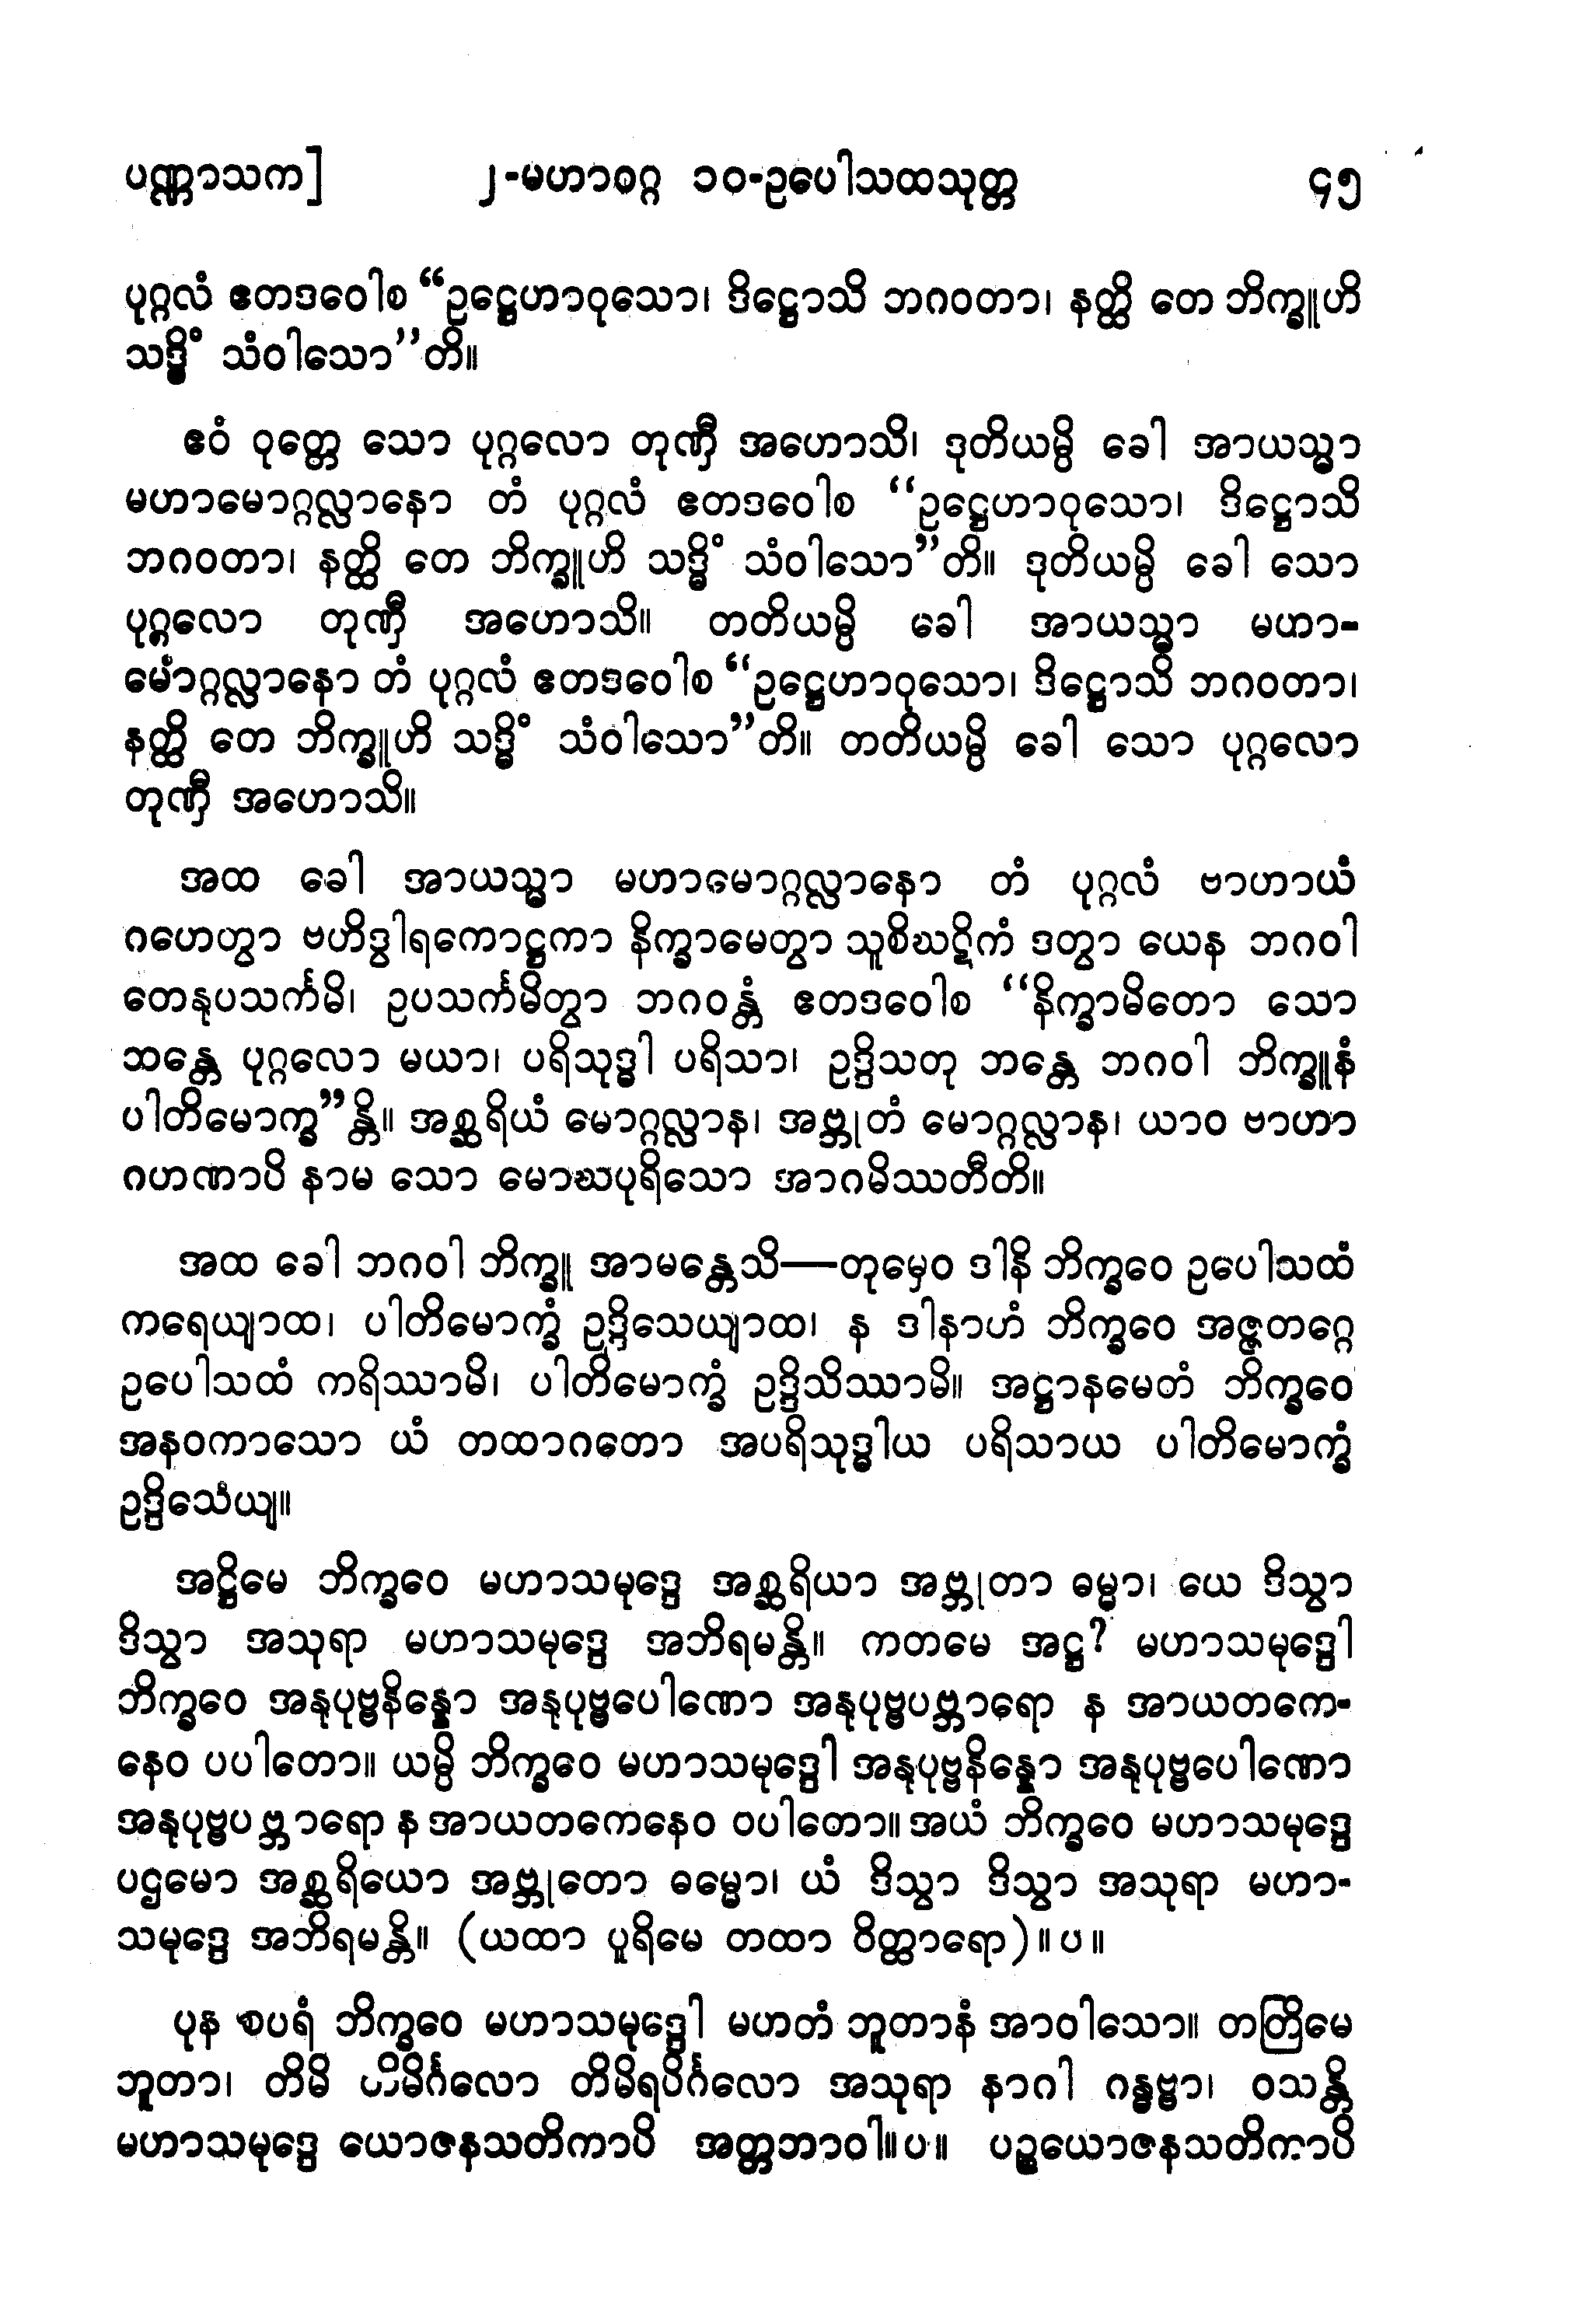 ပဏ္ဏာသက] ၂-မဟာဝဂ္ဂ ၁၀-ဥပေါသထသုတ္တ ၄၅
ပုဂ္ဂလံ ဧတဒဝေါစ “ဥဋ္ဌေဟာဝုသော၊ ဒိဋ္ဌောသိ ဘဂဝတာ၊ နတ္ထိ တေ ဘိက္ခူဟိ
သဒ္ဓိံ သံဝါသော”တိ။
ဧဝံ ဝုတ္တေ သော ပုဂ္ဂလော တုဏှီ အဟောသိ၊ ဒုတိယမ္ပိ ခေါ အာယသ္မာ
မဟာမောဂ္ဂလ္လာနော တံ ပုဂ္ဂလံ ဧတဒဝေါစ “ဥဋ္ဌေဟာဝုသော၊ ဒိဋ္ဌောသိ
ဘဂဝတာ၊ နတ္ထိ တေ ဘိက္ခူဟိ သဒ္ဓိံ သံဝါသော”တိ။ ဒုတိယမ္ပိ ခေါ သော
ပုဂ္ဂလော တုဏှီ အဟောသိ။ တတိယမ္ပိ ခေါ အာယသ္မာ မဟာ-
မောဂ္ဂလ္လာနော တံ ပုဂ္ဂလံ ဧတဒဝေါစ “ဥဋ္ဌေဟာဝုသော၊ ဒိဋ္ဌောသိ ဘဂဝတာ၊
နတ္ထိ တေ ဘိက္ခူဟိ သဒ္ဓိံ သံဝါသော”တိ။ တတိယမ္ပိ ခေါ သော ပုဂ္ဂလော
တုဏှီ အဟောသိ။
အထ ခေါ အာယသ္မာ မဟာမောဂ္ဂလ္လာနော တံ ပုဂ္ဂလံ ဗာဟာယံ
ဂဟေတွာ ဗဟိဒွါရကောဋ္ဌကာ နိက္ခာမေတွာ သူစိဃဋိကံ ဒတွာ ယေန ဘဂဝါ
တေနုပသင်္ကမိ၊ ဥပသင်္ကမိတွာ ဘဂဝန္တံ ဧတဒဝေါစ “နိက္ခာမိတော သော
ဘန္တေ ပုဂ္ဂလော မယာ၊ ပရိသုဒ္ဓါ ပရိသာ၊ ဥဒ္ဒိသတု ဘန္တေ ဘဂဝါ ဘိက္ခူနံ
ပါတိမောက္ခ”န္တိ။ အစ္ဆရိယံ မောဂ္ဂလ္လာန၊ အဗ္ဘုတံ မောဂ္ဂလ္လာန၊ ယာဝ ဗာဟာ
ဂဟဏာပိ နာမ သော မောဃပုရိသော အာဂမိဿတီတိ။
အထ ခေါ ဘဂဝါ ဘိက္ခူ အာမန္တေသိ—တုမှေဝ ဒါနိ ဘိက္ခဝေ ဥပေါသထံ
ကရေယျာထ၊ ပါတိမောက္ခံ ဥဒ္ဒိသေယျာထ၊ န ဒါနာဟံ ဘိက္ခဝေ အဇ္ဇတဂ္ဂေ
ဥပေါသထံ ကရိဿာမိ၊ ပါတိမောက္ခံ ဥဒ္ဒိသိဿာမိ။ အဋ္ဌာနမေတံ ဘိက္ခဝေ
အနဝကာသော ယံ တထာဂတော အပရိသုဒ္ဓါယ ပရိသာယ ပါတိမောက္ခံ
ဥဒ္ဒိသေယျ။
အဋ္ဌိမေ ဘိက္ခဝေ မဟာသမုဒ္ဒေ အစ္ဆရိယာ အဗ္ဘုတာ ဓမ္မာ၊ ယေ ဒိသွာ
ဒိသွာ အသုရာ မဟာသမုဒ္ဒေ အဘိရမန္တိ။ ကတမေ အဋ္ဌ? မဟာသမုဒ္ဒေါ
ဘိက္ခဝေ အနုပုဗ္ဗနိန္နော အနုပုဗ္ဗပေါဏော အနုပုဗ္ဗပဗ္ဘာရော န အာယတကေ-
နေဝ ပပါတော။ ယမ္ပိ ဘိက္ခဝေ မဟာသမုဒ္ဒေါ အနုပုဗ္ဗနိန္နော အနုပုဗ္ဗပေါဏော
အနုပုဗ္ဗပဗ္ဘာရော န အာယတကေနေဝ ပပါတော။ အယံ ဘိက္ခဝေ မဟာသမုဒ္ဒေ
ပဌမော အစ္ဆရိယော အဗ္ဘုတော ဓမ္မော၊ ယံ ဒိသွာ ဒိသွာ အသုရာ မဟာ-
သမုဒ္ဒေ အဘိရမန္တိ။ (ယထာ ပုရိမေ တထာ ဝိတ္ထာရော)။ပ။
ပုန စပရံ ဘိက္ခဝေ မဟာသမုဒ္ဒေါ မဟတံ ဘူတာနံ အာဝါသော။ တတြိမေ
ဘူတာ၊ တိမိ တိမိင်္ဂလော တိမိရပိင်္ဂလော အသုရာ နာဂါ ဂန္ဓဗ္ဗာ၊ ဝသန္တိ
မဟာသမုဒ္ဒေ ယောဇနသတိကာပိ အတ္တဘာဝါ။ပ။ ပဉ္စယောဇနသတိကာပိ